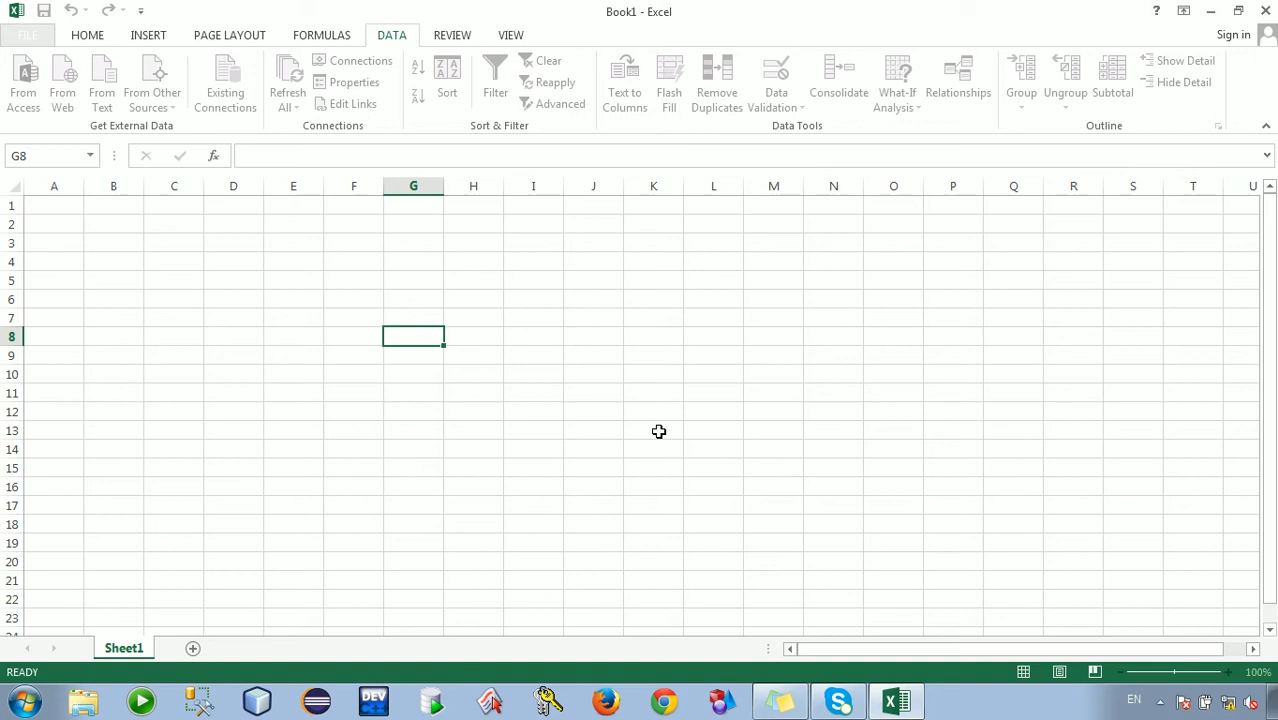 Book1 - Excel
?
FILE
HOME
INSERT
PAGE LAYOUT
FORMULAS
DATA
REVIEW
VIEW
Sign in
From Access
From Web
From Text
From Other Sources
Get External Data
Existing Connections
Refresh All
Connections
Properties
Edit Links
Connections
Sort
Filter
Clear
Reapply
Advanced
Sort & Filter
Text to Columns
Flash Fill
Remove Duplicates
Data Validation
Consolidate
What-If Analysis
Relationships
Data Tools
Group
Ungroup
Subtotal
Show Detail
Hide Detail
Outline
G8
fx
A B C D E F G H I J K L M N O P Q R S T U
1
2
3
4
5
6
7
8
9
10
11
12
13
14
15
16
17
18
19
20
21
22
23
24
Sheet1
READY
100%
DEV
EN